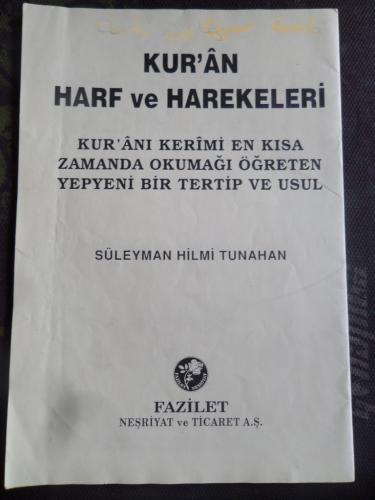 KUR'ÂN
HARF ve HAREKELERİ
KUR'ÂNI KERÎMİ EN KISA
ZAMANDA OKUMAĞI ÖĞRETEN
YEPYENİ BİR TERTİP VE USUL
SÜLEYMAN HİLMİ TUNAHAN
FAZİLET
NEŞRİYAT ve TİCARET A.Ş.